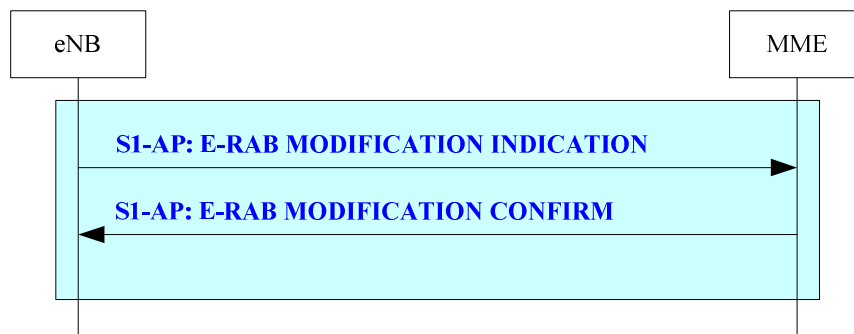 eNB
MME
S1-AP: E-RAB MODIFICATION INDICATION
S1-AP: E-RAB MODIFICATION CONFIRM